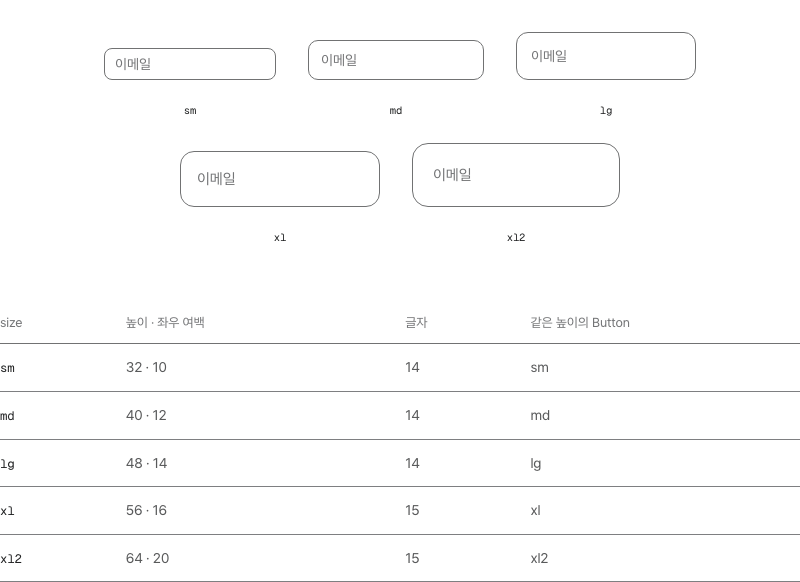 이메일 이메일 이메일
sm md lg
이메일 이메일
xl xl2
size 높이 · 좌우 여백 글자 같은 높이의 Button
sm 32 · 10 14 sm
md 40 · 12 14 md
lg 48 · 14 14 lg
xl 56 · 16 15 xl
xl2 64 · 20 15 xl2